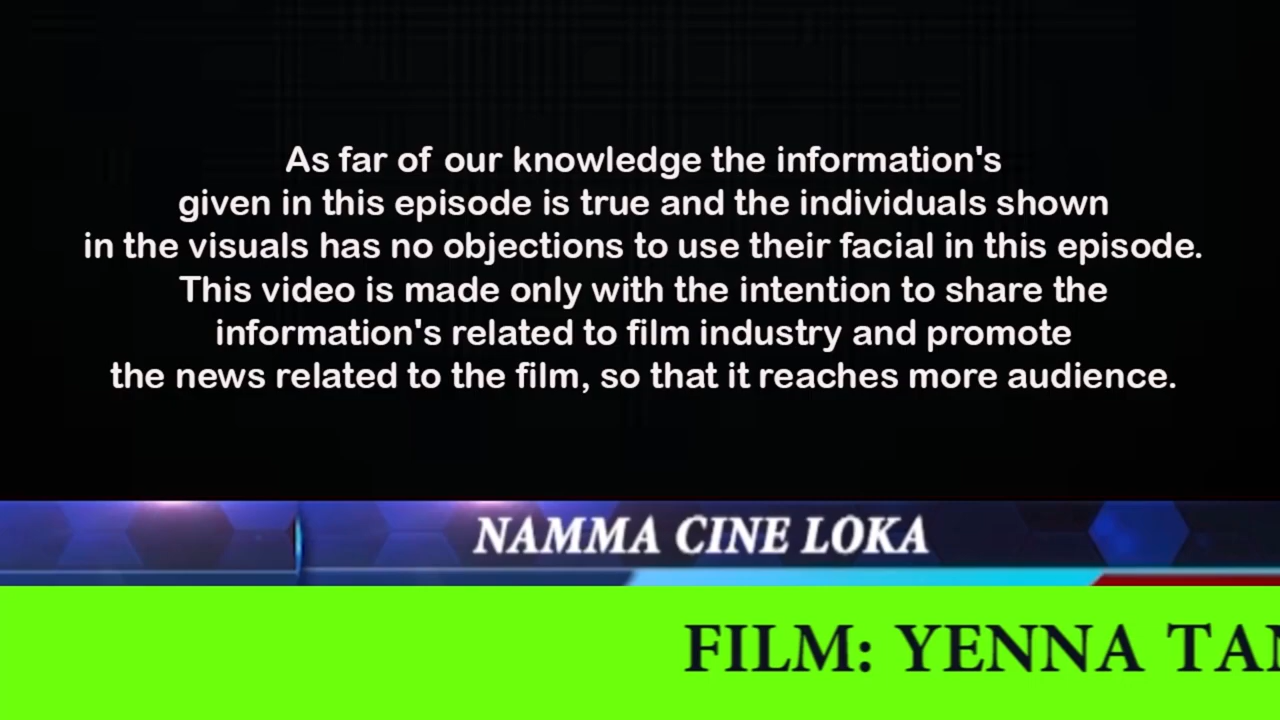 As far of our knowledge the information's
given in this episode is true and the individuals shown
in the visuals has no objections to use their facial in this episode.
This video is made only with the intention to share the
information's related to film industry and promote
the news related to the film, so that it reaches more audience.
NAMMA CINE LOKA
FILM: YENNA